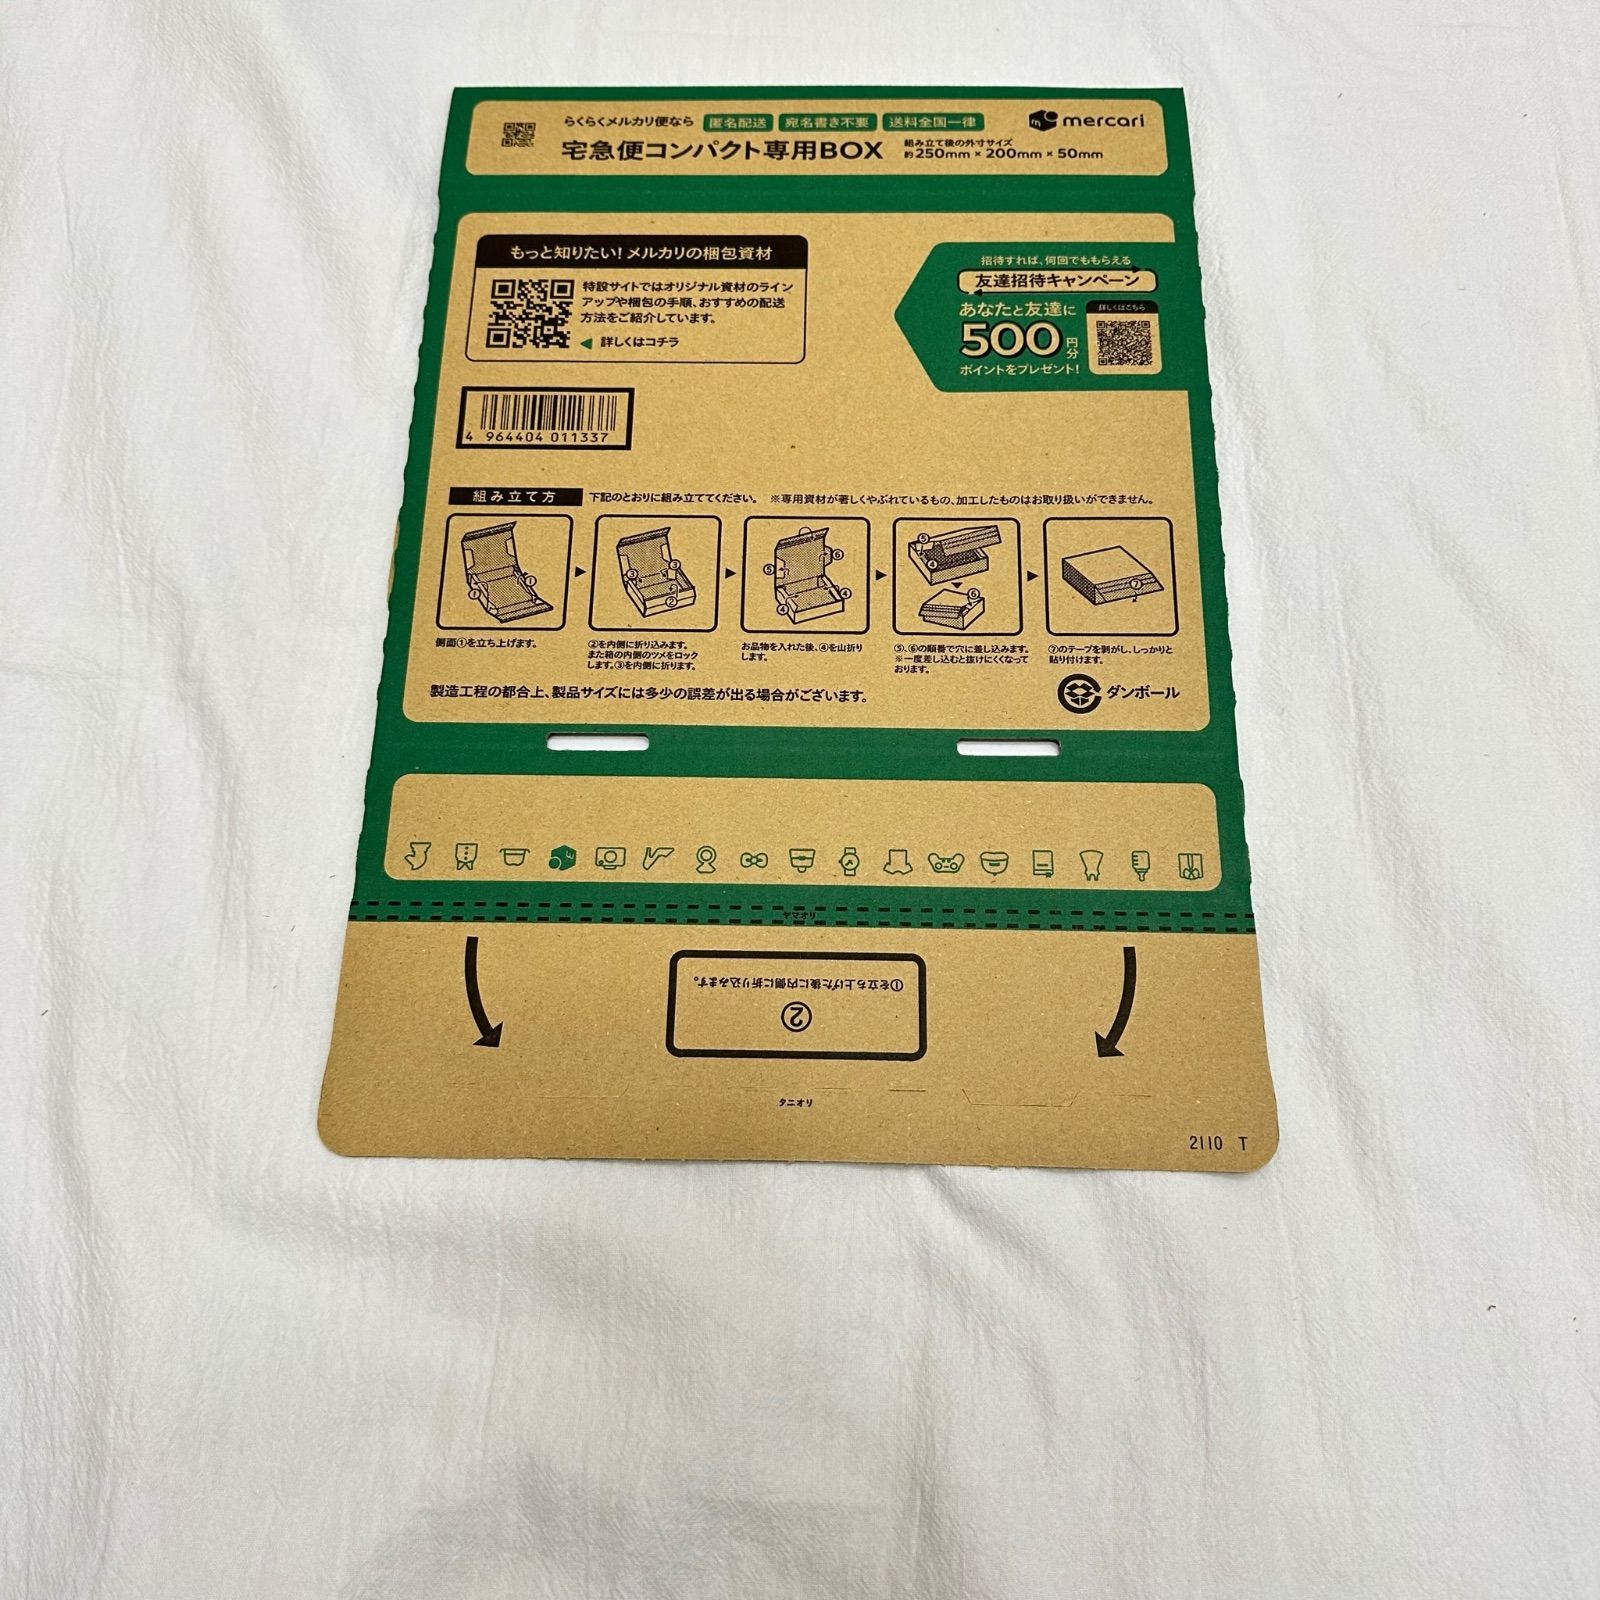 らくらくメルカリ便なら 匿名配送 宛名書き不要 送料全国一律
mercari
宅急便コンパクト専用BOX
組み立て後の外寸サイズ
約250mm × 200mm × 50mm
もっと知りたい! メルカリの梱包資材
特設サイトではオリジナル資材のライン
アップや梱包の手順、おすすめの配送
方法をご紹介しています。
◀ 詳しくはコチラ
招待すれば、何回でももらえる
友達招待キャンペーン
あなたと友達に
500円分
ポイントをプレゼント!
詳しくはこちら
4 964404 011337
組み立て方 下記のとおりに組み立ててください。 ※専用資材が著しくやぶれているもの、加工したものはお取り扱いができません。
① ①
③ ③ ②
⑤ ⑥ ④ ④
⑤ ④ ⑥
⑦
側面①を立ち上げます。
②を内側に折り込みます。
また箱の内側のツメをロック
します。③を内側に折ります。
お品物を入れた後、④を山折り
します。
⑤、⑥の順番で穴に差し込みます。
※一度差し込むと抜けにくくなって
おります。
⑦のテープを剥がし、しっかりと
貼り付けます。
製造工程の都合上、製品サイズには多少の誤差が出る場合がございます。
ダンボール
ヤマオリ
①を立ち上げた後に内側に折り込みます。
②
タニオリ
2110 T